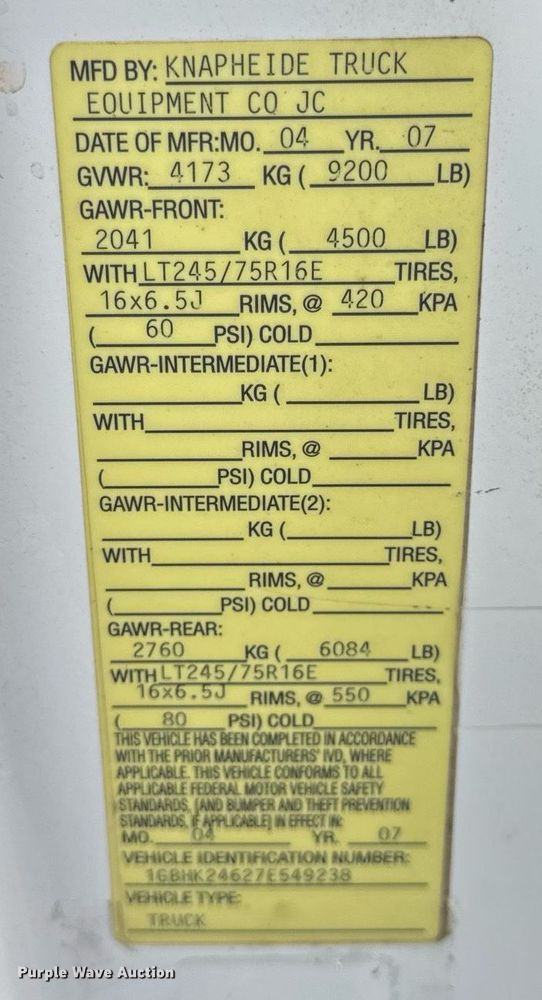 MFD BY: KNAPHEIDE TRUCK
EQUIPMENT CO JC
DATE OF MFR:MO. 04 YR. 07
GVWR: 4173 KG ( 9200 LB)
GAWR-FRONT:
2041 KG ( 4500 LB)
WITH LT245/75R16E TIRES,
16x6.5J RIMS, @ 420 KPA
( 60 PSI) COLD
GAWR-INTERMEDIATE(1):
KG ( LB)
WITH TIRES,
RIMS, @ KPA
( PSI) COLD
GAWR-INTERMEDIATE(2):
KG ( LB)
WITH TIRES,
RIMS, @ KPA
( PSI) COLD
GAWR-REAR:
2760 KG ( 6084 LB)
WITH LT245/75R16E TIRES,
16x6.5J RIMS, @ 550 KPA
( 80 PSI) COLD
THIS VEHICLE HAS BEEN COMPLETED IN ACCORDANCE
WITH THE PRIOR MANUFACTURERS' IVD, WHERE
APPLICABLE. THIS VEHICLE CONFORMS TO ALL
APPLICABLE FEDERAL MOTOR VEHICLE SAFETY
STANDARDS, [AND BUMPER AND THEFT PREVENTION
STANDARDS, IF APPLICABLE] IN EFFECT IN:
MO. 04 YR. 07
VEHICLE IDENTIFICATION NUMBER:
1GBHK24627E549238
VEHICLE TYPE:
TRUCK
Purple Wave Auction